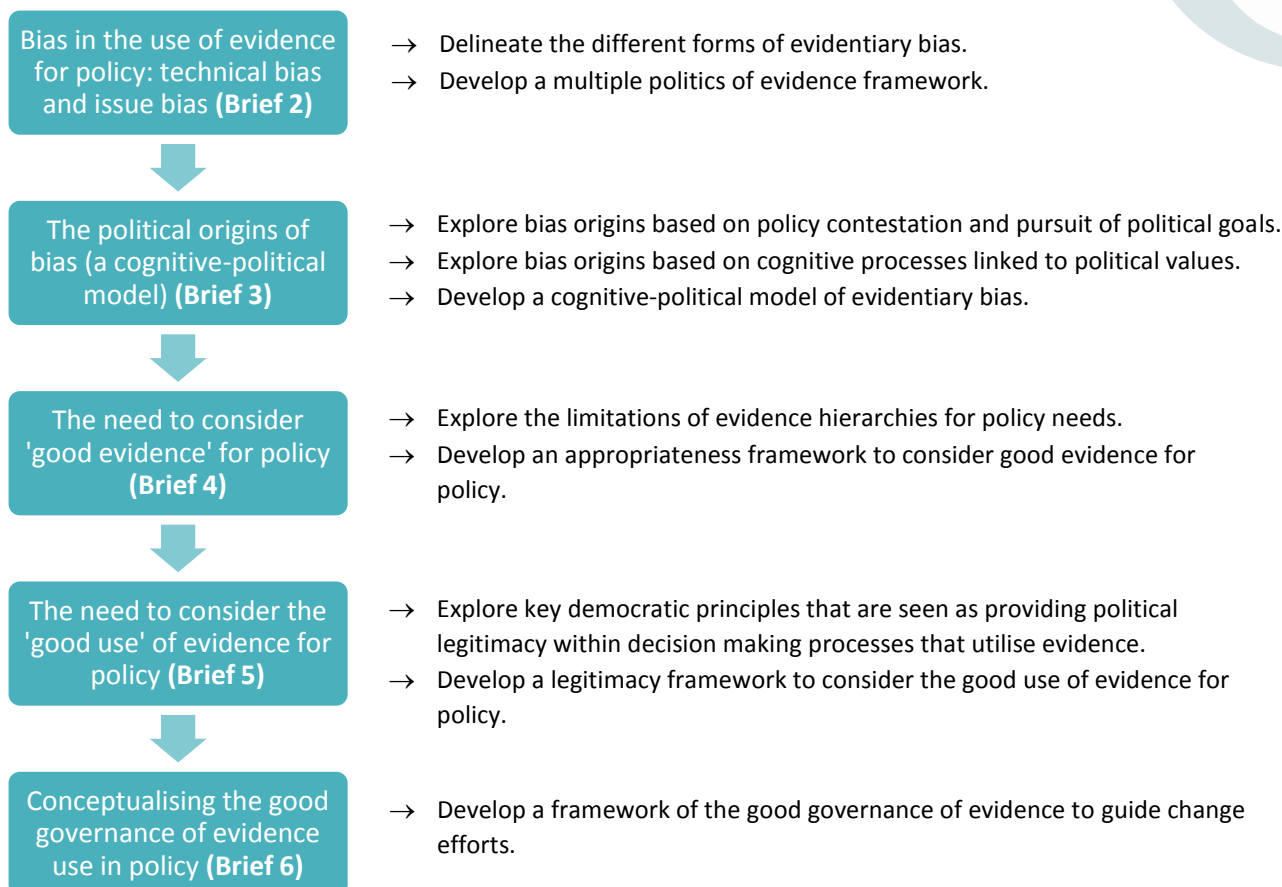 Bias in the use of evidence
for policy: technical bias
and issue bias (Brief 2)
→ Delineate the different forms of evidentiary bias.
→ Develop a multiple politics of evidence framework.
The political origins of
bias (a cognitive-political
model) (Brief 3)
→ Explore bias origins based on policy contestation and pursuit of political goals.
→ Explore bias origins based on cognitive processes linked to political values.
→ Develop a cognitive-political model of evidentiary bias.
The need to consider
'good evidence' for policy
(Brief 4)
→ Explore the limitations of evidence hierarchies for policy needs.
→ Develop an appropriateness framework to consider good evidence for
policy.
The need to consider the
'good use' of evidence for
policy (Brief 5)
→ Explore key democratic principles that are seen as providing political
legitimacy within decision making processes that utilise evidence.
→ Develop a legitimacy framework to consider the good use of evidence for
policy.
Conceptualising the good
governance of evidence
use in policy (Brief 6)
→ Develop a framework of the good governance of evidence to guide change
efforts.